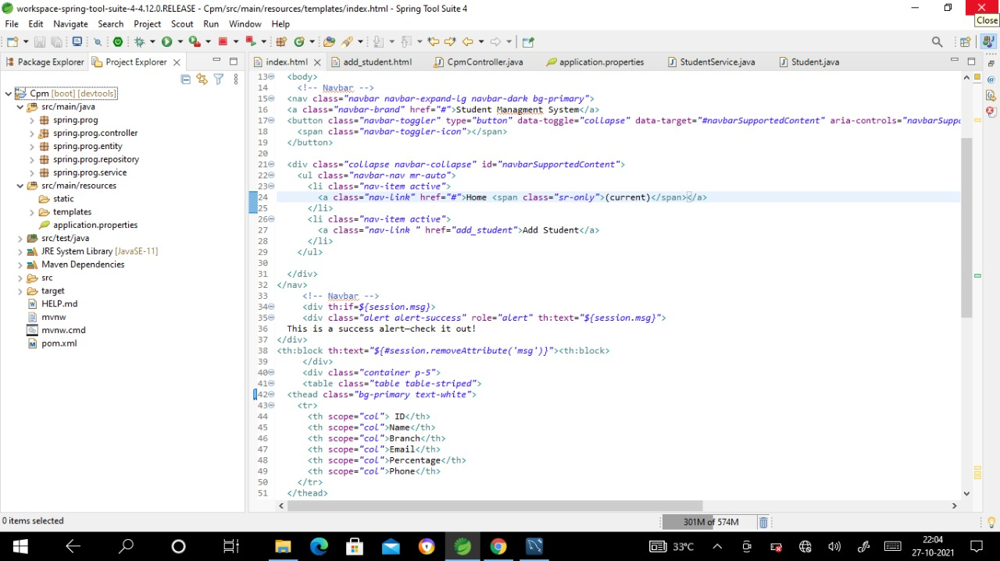 workspace-spring-tool-suite-4-4.12.0.RELEASE - Cpm/src/main/resources/templates/index.html - Spring Tool Suite 4
Close
File Edit Navigate Search Project Scout Run Window Help
Package Explorer
Project Explorer
index.html
add_student.html
CpmController.java
application.properties
StudentService.java
Student.java
Cpm [boot] [devtools]
src/main/java
spring.prog
spring.prog.controller
spring.prog.entity
spring.prog.repository
spring.prog.service
src/main/resources
static
templates
application.properties
src/test/java
JRE System Library [JavaSE-11]
Maven Dependencies
src
target
HELP.md
mvnw
mvnw.cmd
pom.xml
13 <body>
14 <!-- Navbar -->
15 <nav class="navbar navbar-expand-lg navbar-dark bg-primary">
16 <a class="navbar-brand" href="#">Student Managment System</a>
17 <button class="navbar-toggler" type="button" data-toggle="collapse" data-target="#navbarSupportedContent" aria-controls="navbarSuppo
18 <span class="navbar-toggler-icon"></span>
19 </button>
20
21 <div class="collapse navbar-collapse" id="navbarSupportedContent">
22 <ul class="navbar-nav mr-auto">
23 <li class="nav-item active">
24 <a class="nav-link" href="#">Home <span class="sr-only">(current)</span></a>
25 </li>
26 <li class="nav-item active">
27 <a class="nav-link " href="add_student">Add Student</a>
28 </li>
29 </ul>
30
31 </div>
32 </nav>
33 <!-- Navbar -->
34 <div th:if=${session.msg}>
35 <div class="alert alert-success" role="alert" th:text="${session.msg}">
36 This is a success alert—check it out!
37 </div>
38 <th:block th:text="${#session.removeAttribute('msg')}"><th:block>
39 </div>
40 <div class="container p-5">
41 <table class="table table-striped">
42 <thead class="bg-primary text-white">
43 <tr>
44 <th scope="col"> ID</th>
45 <th scope="col">Name</th>
46 <th scope="col">Branch</th>
47 <th scope="col">Email</th>
48 <th scope="col">Percentage</th>
49 <th scope="col">Phone</th>
50 </tr>
51 </thead>
0 items selected
301M of 574M
33°C
22:04
27-10-2021